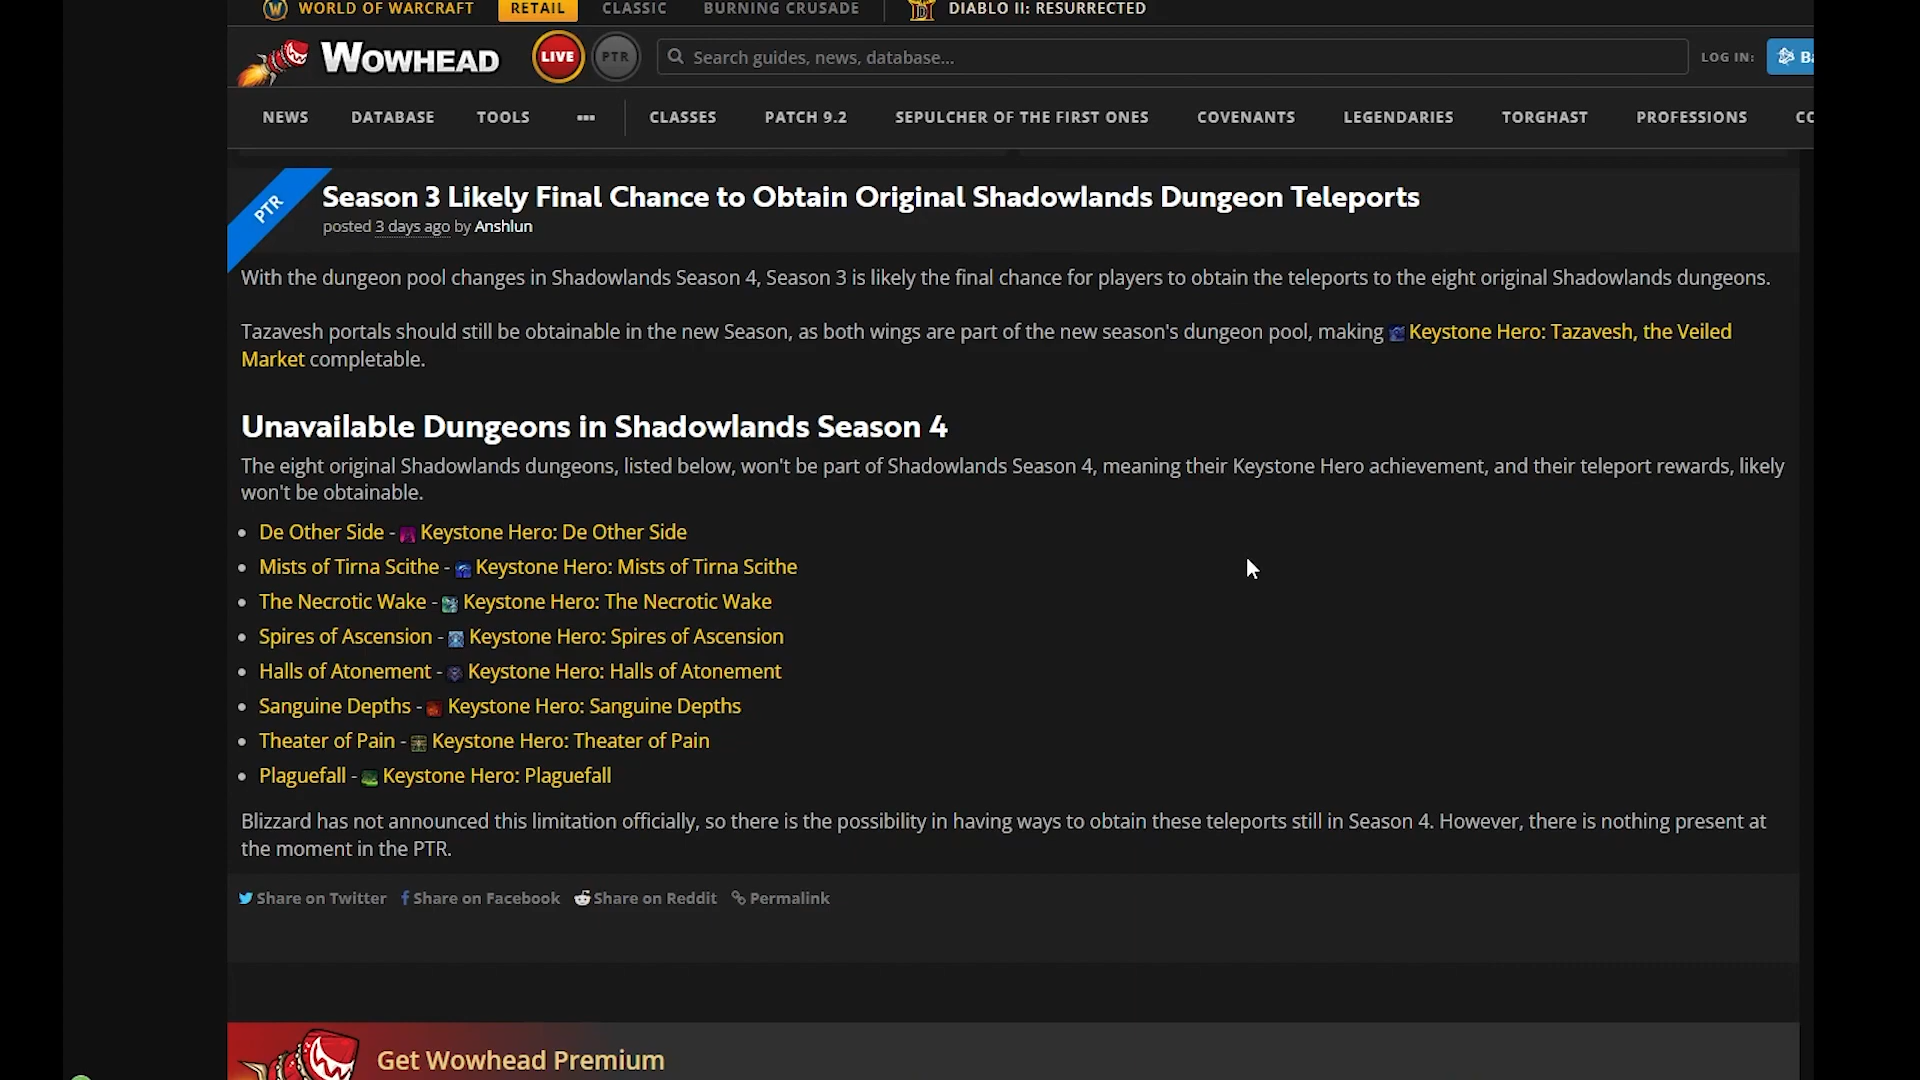 WORLD OF WARCRAFT RETAIL CLASSIC BURNING CRUSADE DIABLO II: RESURRECTED
WOWHEAD LIVE PTR Search guides, news, database... LOG IN:
NEWS DATABASE TOOLS ••• CLASSES PATCH 9.2 SEPULCHER OF THE FIRST ONES COVENANTS LEGENDARIES TORGHAST PROFESSIONS
PTR
Season 3 Likely Final Chance to Obtain Original Shadowlands Dungeon Teleports
posted 3 days ago by Anshlun
With the dungeon pool changes in Shadowlands Season 4, Season 3 is likely the final chance for players to obtain the teleports to the eight original Shadowlands dungeons.
Tazavesh portals should still be obtainable in the new Season, as both wings are part of the new season's dungeon pool, making Keystone Hero: Tazavesh, the Veiled
Market completable.
Unavailable Dungeons in Shadowlands Season 4
The eight original Shadowlands dungeons, listed below, won't be part of Shadowlands Season 4, meaning their Keystone Hero achievement, and their teleport rewards, likely
won't be obtainable.
• De Other Side - Keystone Hero: De Other Side
• Mists of Tirna Scithe - Keystone Hero: Mists of Tirna Scithe
• The Necrotic Wake - Keystone Hero: The Necrotic Wake
• Spires of Ascension - Keystone Hero: Spires of Ascension
• Halls of Atonement - Keystone Hero: Halls of Atonement
• Sanguine Depths - Keystone Hero: Sanguine Depths
• Theater of Pain - Keystone Hero: Theater of Pain
• Plaguefall - Keystone Hero: Plaguefall
Blizzard has not announced this limitation officially, so there is the possibility in having ways to obtain these teleports still in Season 4. However, there is nothing present at
the moment in the PTR.
Share on Twitter Share on Facebook Share on Reddit Permalink
Get Wowhead Premium